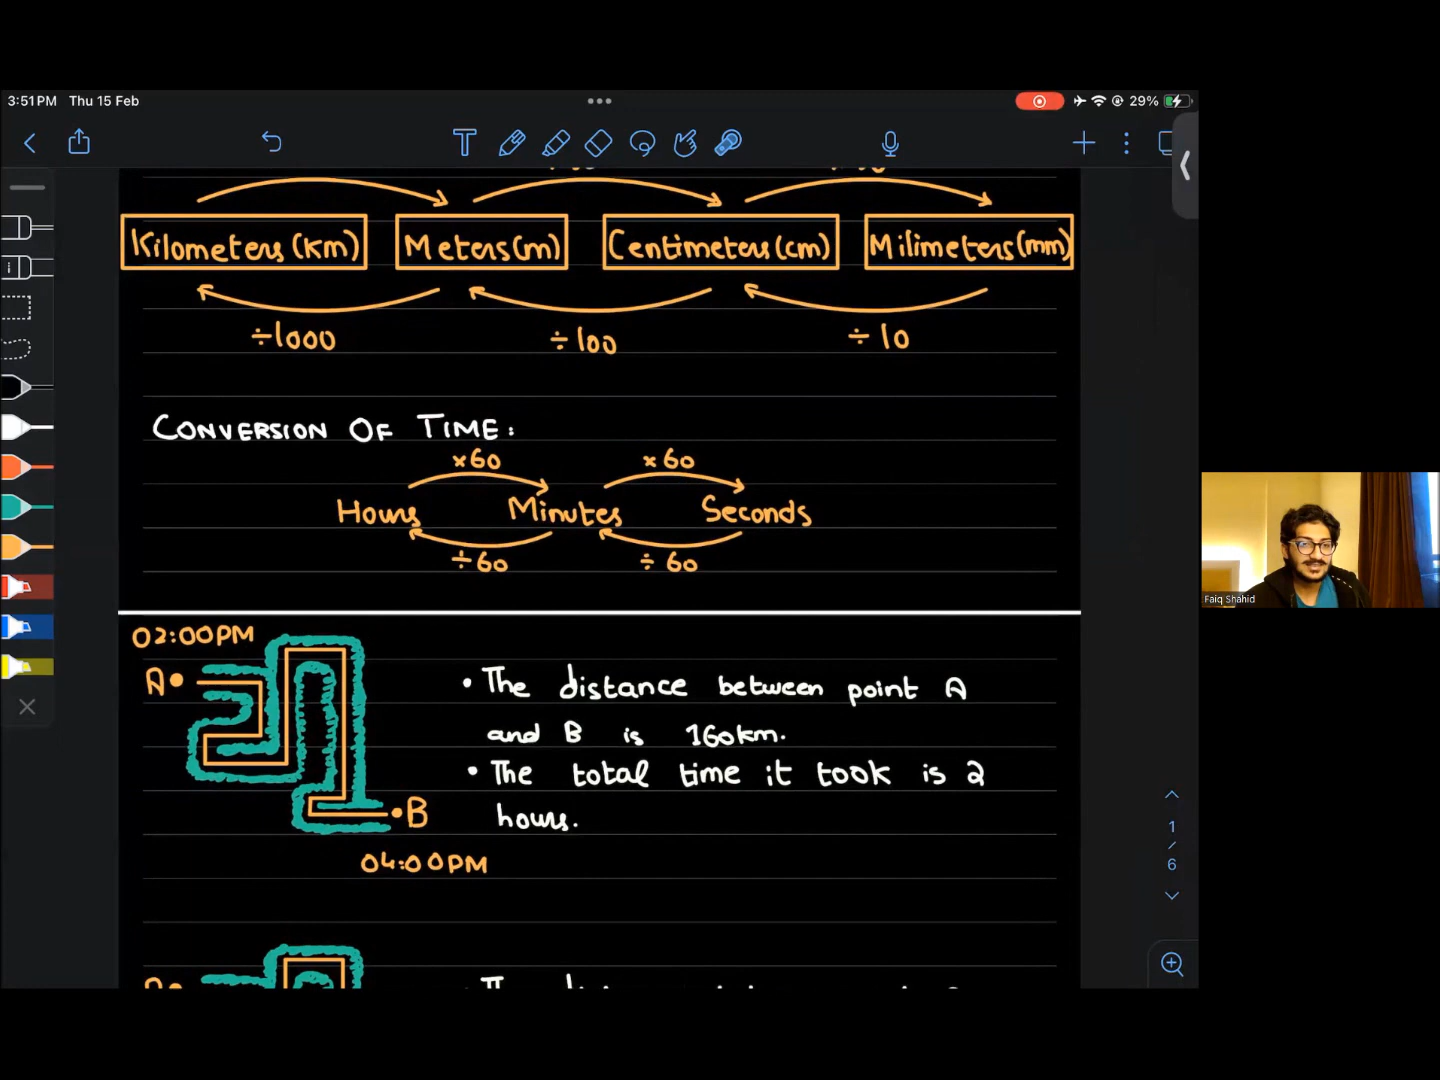 3:51 PM Thu 15 Feb
29%
Kilometers (km) Meters (m) Centimeters (cm) Milimeters (mm)
÷1000 ÷100 ÷10
CONVERSION OF TIME:
×60 ×60
Hours Minutes Seconds
÷60 ÷60
02:00PM
A
• The distance between point A
and B is 160km.
• The total time it took is 2
hours.
B
04:00PM
1
/
6
Faiq Shahid